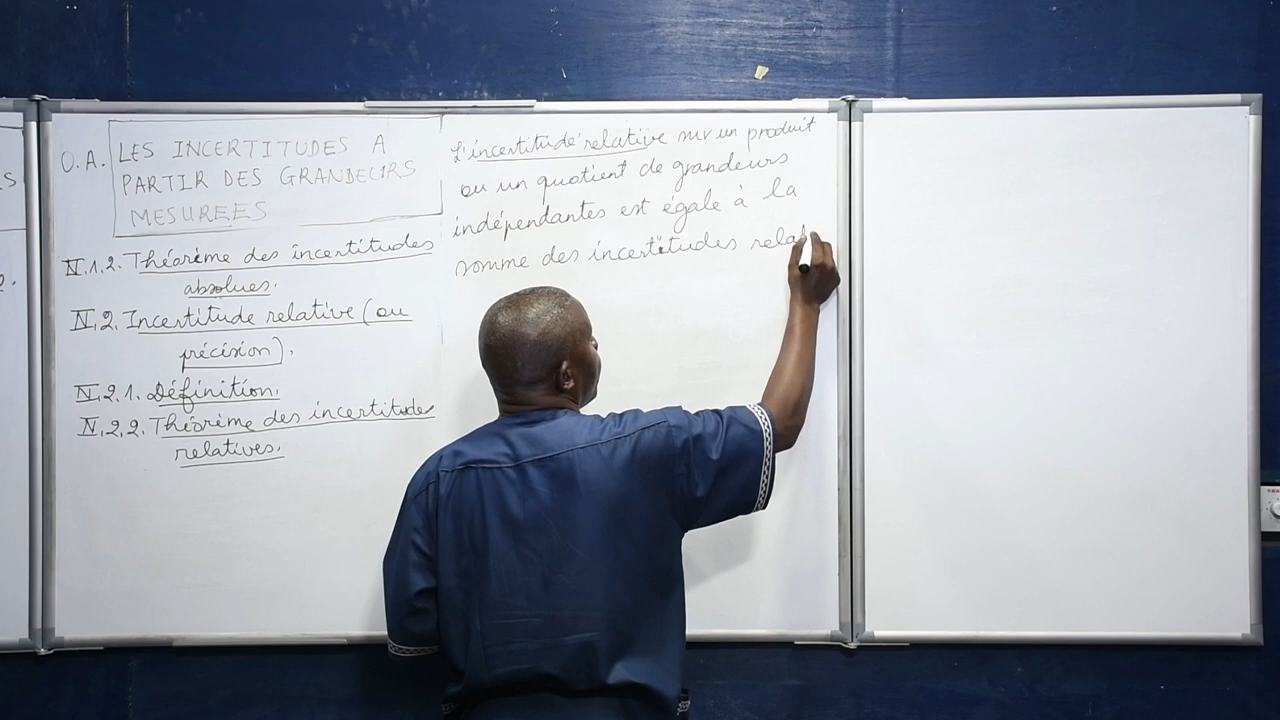 O.A. LES INCERTITUDES A
PARTIR DES GRANDEURS
MESUREES
IV.1.2. Théorème des incertitudes
absolues.
IV.2. Incertitude relative (ou
précision).
IV.2.1. Définition.
IV.2.2. Théorème des incertitudes
relatives.
L'incertitude relative sur un produit
ou un quotient de grandeurs
indépendantes est égale à la
somme des incertitudes rela